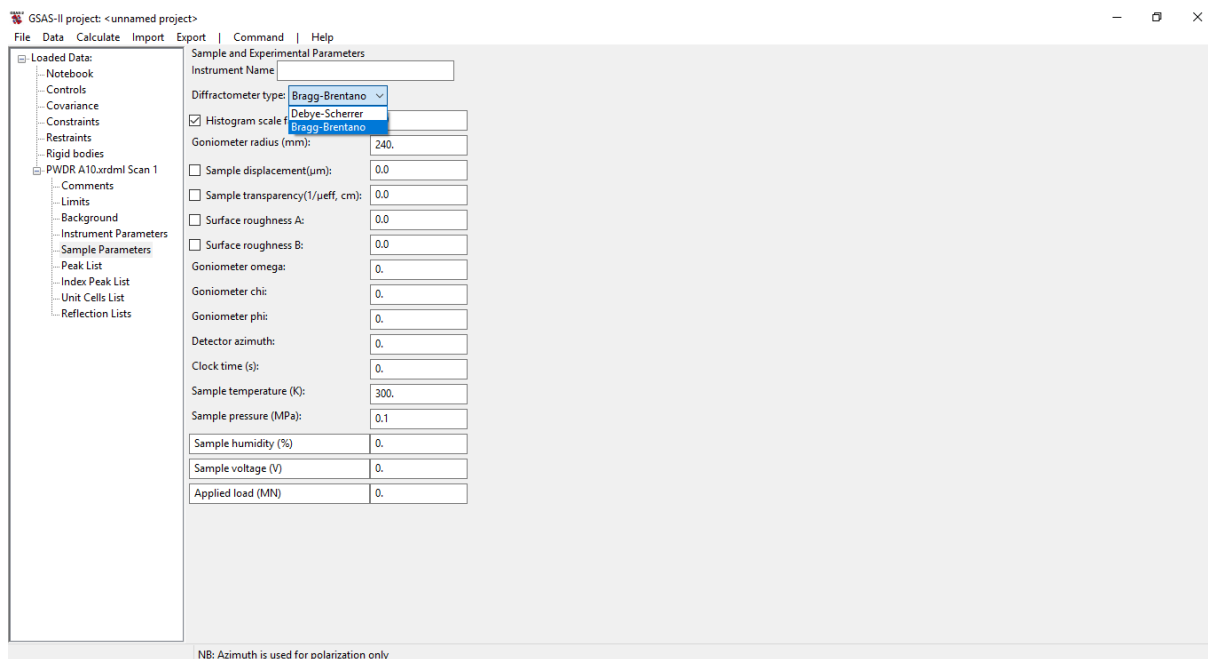 GSAS-II project: <unnamed project>
File Data Calculate Import Export | Command | Help
Loaded Data:
Notebook
Controls
Covariance
Constraints
Restraints
Rigid bodies
PWDR A10.xrdml Scan 1
Comments
Limits
Background
Instrument Parameters
Sample Parameters
Peak List
Index Peak List
Unit Cells List
Reflection Lists
Sample and Experimental Parameters
Instrument Name
Diffractometer type: Bragg-Brentano
Debye-Scherrer
Bragg-Brentano
Histogram scale f
Goniometer radius (mm): 240.
Sample displacement(μm): 0.0
Sample transparency(1/μeff, cm): 0.0
Surface roughness A: 0.0
Surface roughness B: 0.0
Goniometer omega: 0.
Goniometer chi: 0.
Goniometer phi: 0.
Detector azimuth: 0.
Clock time (s): 0.
Sample temperature (K): 300.
Sample pressure (MPa): 0.1
Sample humidity (%) 0.
Sample voltage (V) 0.
Applied load (MN) 0.
NB: Azimuth is used for polarization only